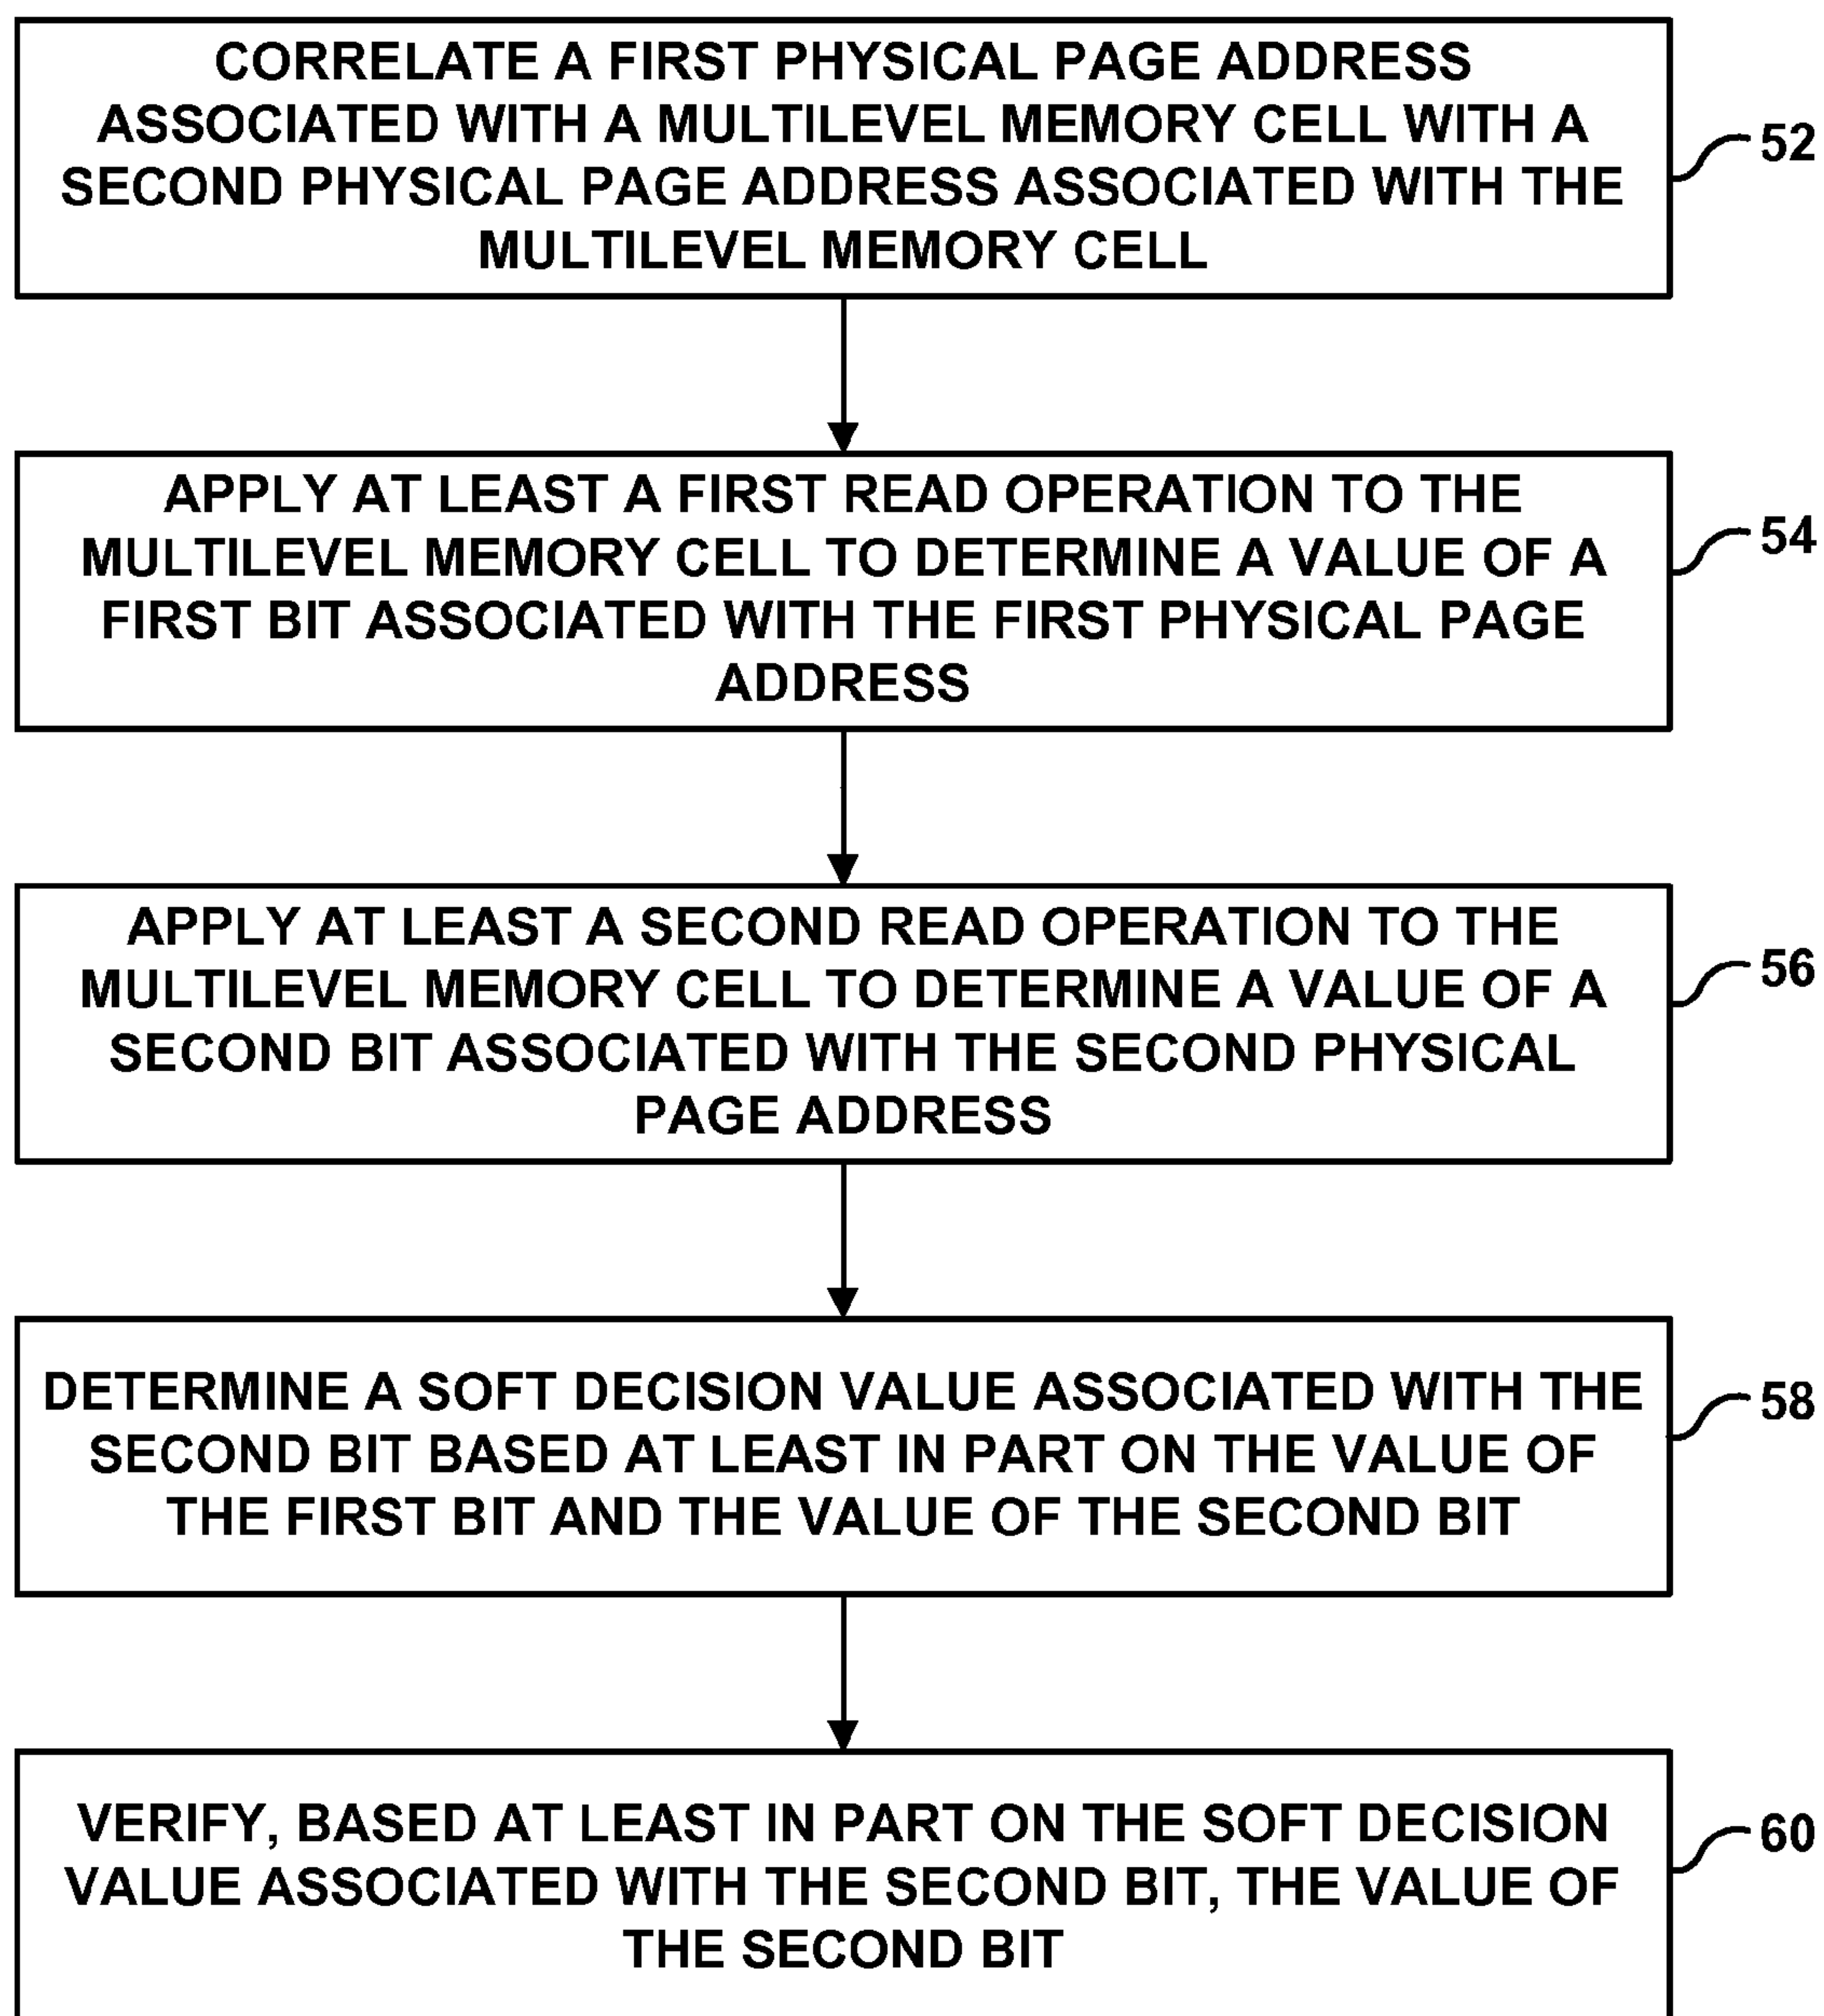 CORRELATE A FIRST PHYSICAL PAGE ADDRESS
ASSOCIATED WITH A MULTILEVEL MEMORY CELL WITH A
SECOND PHYSICAL PAGE ADDRESS ASSOCIATED WITH THE
MULTILEVEL MEMORY CELL
52
APPLY AT LEAST A FIRST READ OPERATION TO THE
MULTILEVEL MEMORY CELL TO DETERMINE A VALUE OF A
FIRST BIT ASSOCIATED WITH THE FIRST PHYSICAL PAGE
ADDRESS
54
APPLY AT LEAST A SECOND READ OPERATION TO THE
MULTILEVEL MEMORY CELL TO DETERMINE A VALUE OF A
SECOND BIT ASSOCIATED WITH THE SECOND PHYSICAL
PAGE ADDRESS
56
DETERMINE A SOFT DECISION VALUE ASSOCIATED WITH THE
SECOND BIT BASED AT LEAST IN PART ON THE VALUE OF
THE FIRST BIT AND THE VALUE OF THE SECOND BIT
58
VERIFY, BASED AT LEAST IN PART ON THE SOFT DECISION
VALUE ASSOCIATED WITH THE SECOND BIT, THE VALUE OF
THE SECOND BIT
60